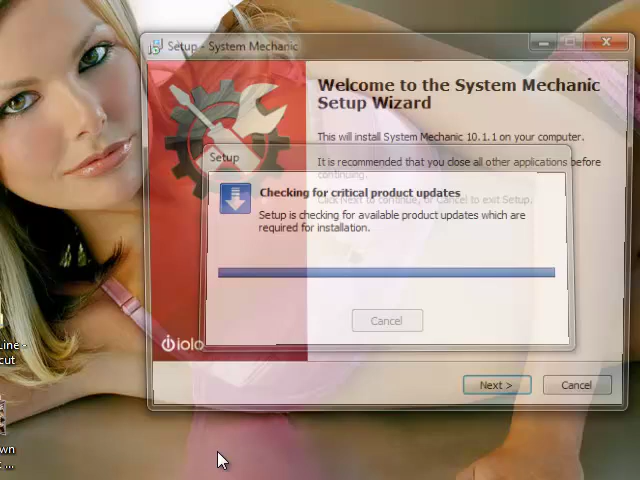 Setup - System Mechanic
Welcome to the System Mechanic
Setup Wizard
This will install System Mechanic 10.1.1 on your computer.
It is recommended that you close all other applications before
continuing.
Click Next to continue, or Cancel to exit Setup.
Setup
Checking for critical product updates
Setup is checking for available product updates which are
required for installation.
Cancel
iolo
Next >
Cancel
Line -
cut
wn
...